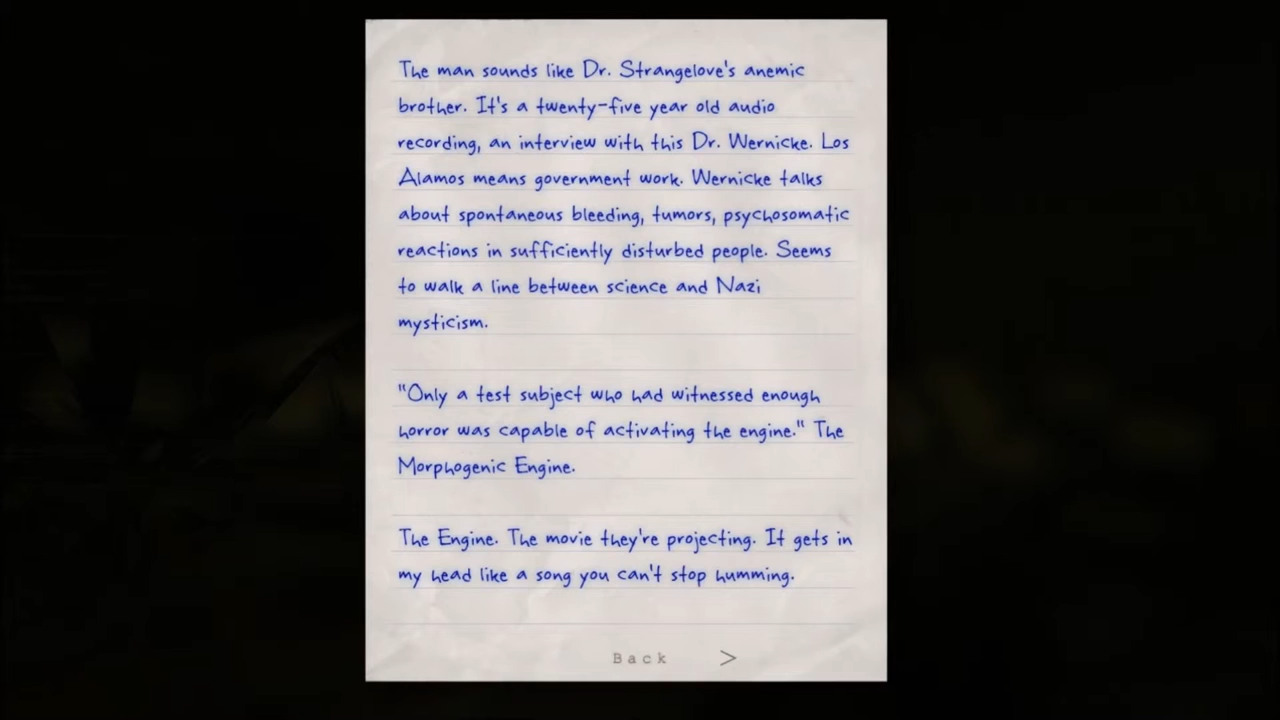 The man sounds like Dr. Strangelove's anemic
brother. It's a twenty-five year old audio
recording, an interview with this Dr. Wernicke. Los
Alamos means government work. Wernicke talks
about spontaneous bleeding, tumors, psychosomatic
reactions in sufficiently disturbed people. Seems
to walk a line between science and Nazi
mysticism.
"Only a test subject who had witnessed enough
horror was capable of activating the engine." The
Morphogenic Engine.
The Engine. The movie they're projecting. It gets in
my head like a song you can't stop humming.
Back >